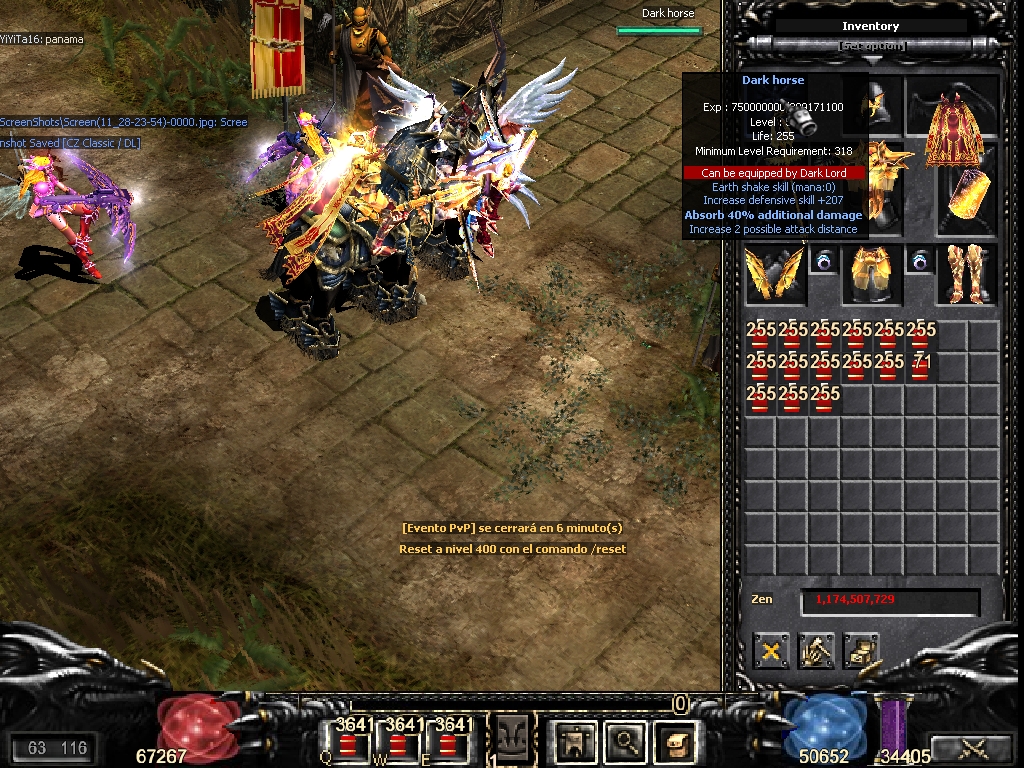 Dark horse
Inventory
[Set option]
YiYiTa16: panama
Dark horse
Exp : 750000000
171100
Level :
Life: 255
Minimum Level Requirement: 318
Can be equipped by Dark Lord
Earth shake skill (mana:0)
Increase defensive skill +207
Absorb 40% additional damage
Increase 2 possible attack distance
ScreenShots\Screen(11_28-23-54)-0000.jpg: Scree
nshot Saved [CZ Classic / DL]
255 255 255 255 255 255
255 255 255 255 255 71
255 255 255
[Evento PvP] se cerrará en 6 minuto(s)
Reset a nivel 400 con el comando /reset
Zen 1,174,507,729
0
3641 3641 3641
Q W E 1
63 116
67267
50652
34405